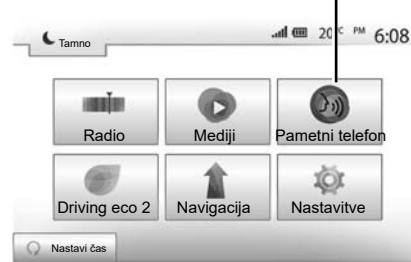 Tamno
20°C PM 6:08
Radio
Mediji
Pametni telefon
Driving eco 2
Navigacija
Nastavitve
Nastavi čas